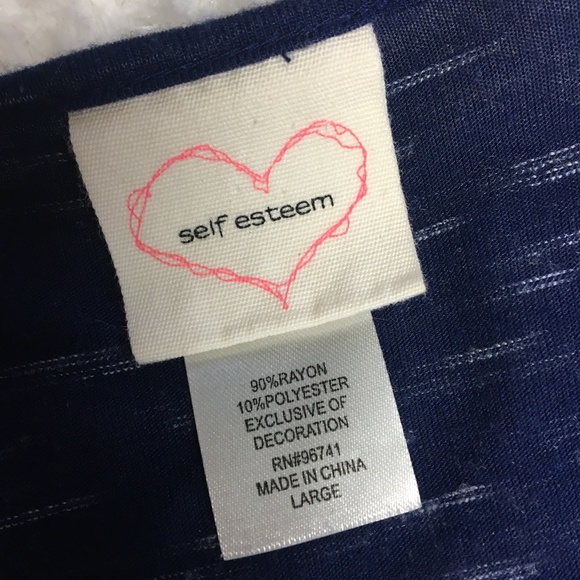 self esteem
90%RAYON
10%POLYESTER
EXCLUSIVE OF
DECORATION
RN#96741
MADE IN CHINA
LARGE